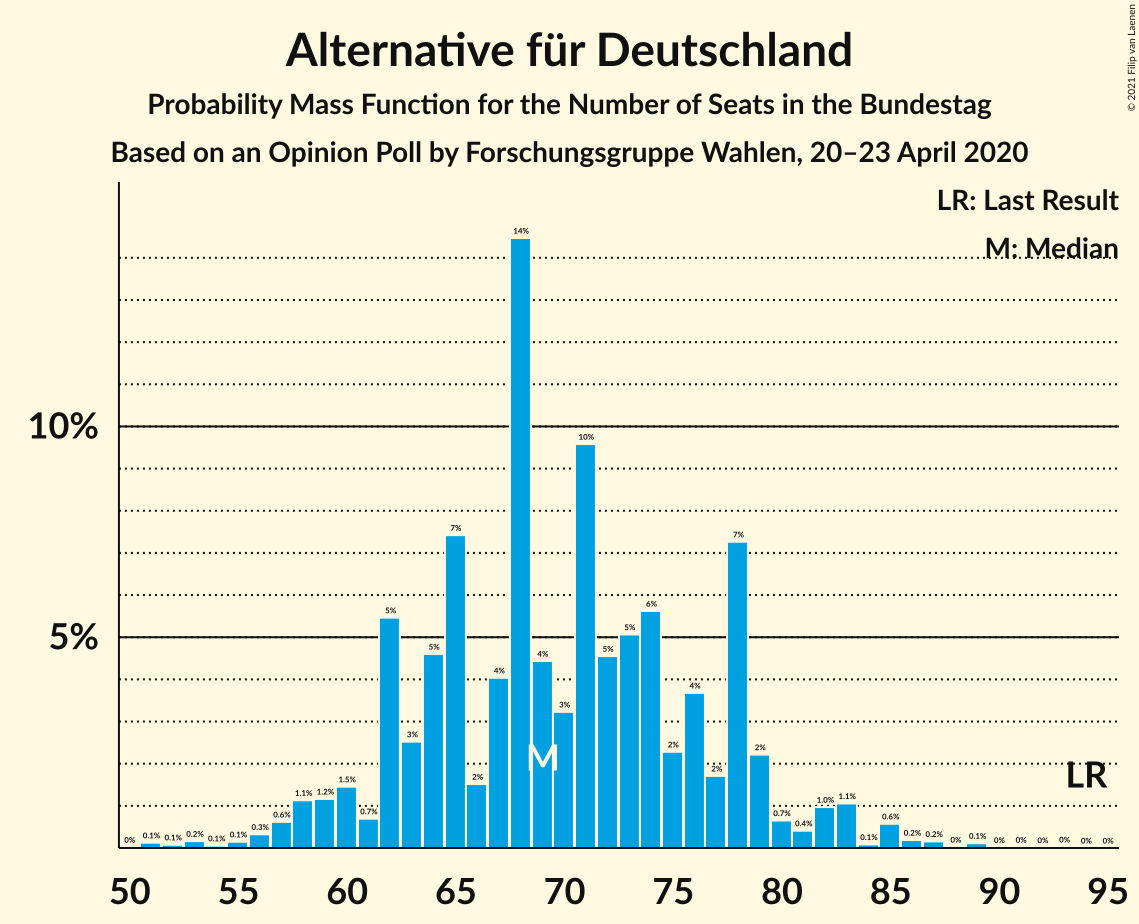 Alternative für Deutschland
Probability Mass Function for the Number of Seats in the Bundestag
Based on an Opinion Poll by Forschungsgruppe Wahlen, 20–23 April 2020
© 2021 Filip van Laenen
LR: Last Result
M: Median
10%
5%
0% 0.1% 0.1% 0.2% 0.1% 0.1% 0.3% 0.6% 1.1% 1.2% 1.5% 0.7% 5% 3% 5% 7% 2% 4% 14% 4% 3% 10% 5% 5% 6% 2% 4% 2% 7% 2% 0.7% 0.4% 1.0% 1.1% 0.1% 0.6% 0.2% 0.2% 0% 0.1% 0% 0% 0% 0% 0% 0%
M
LR
50 55 60 65 70 75 80 85 90 95